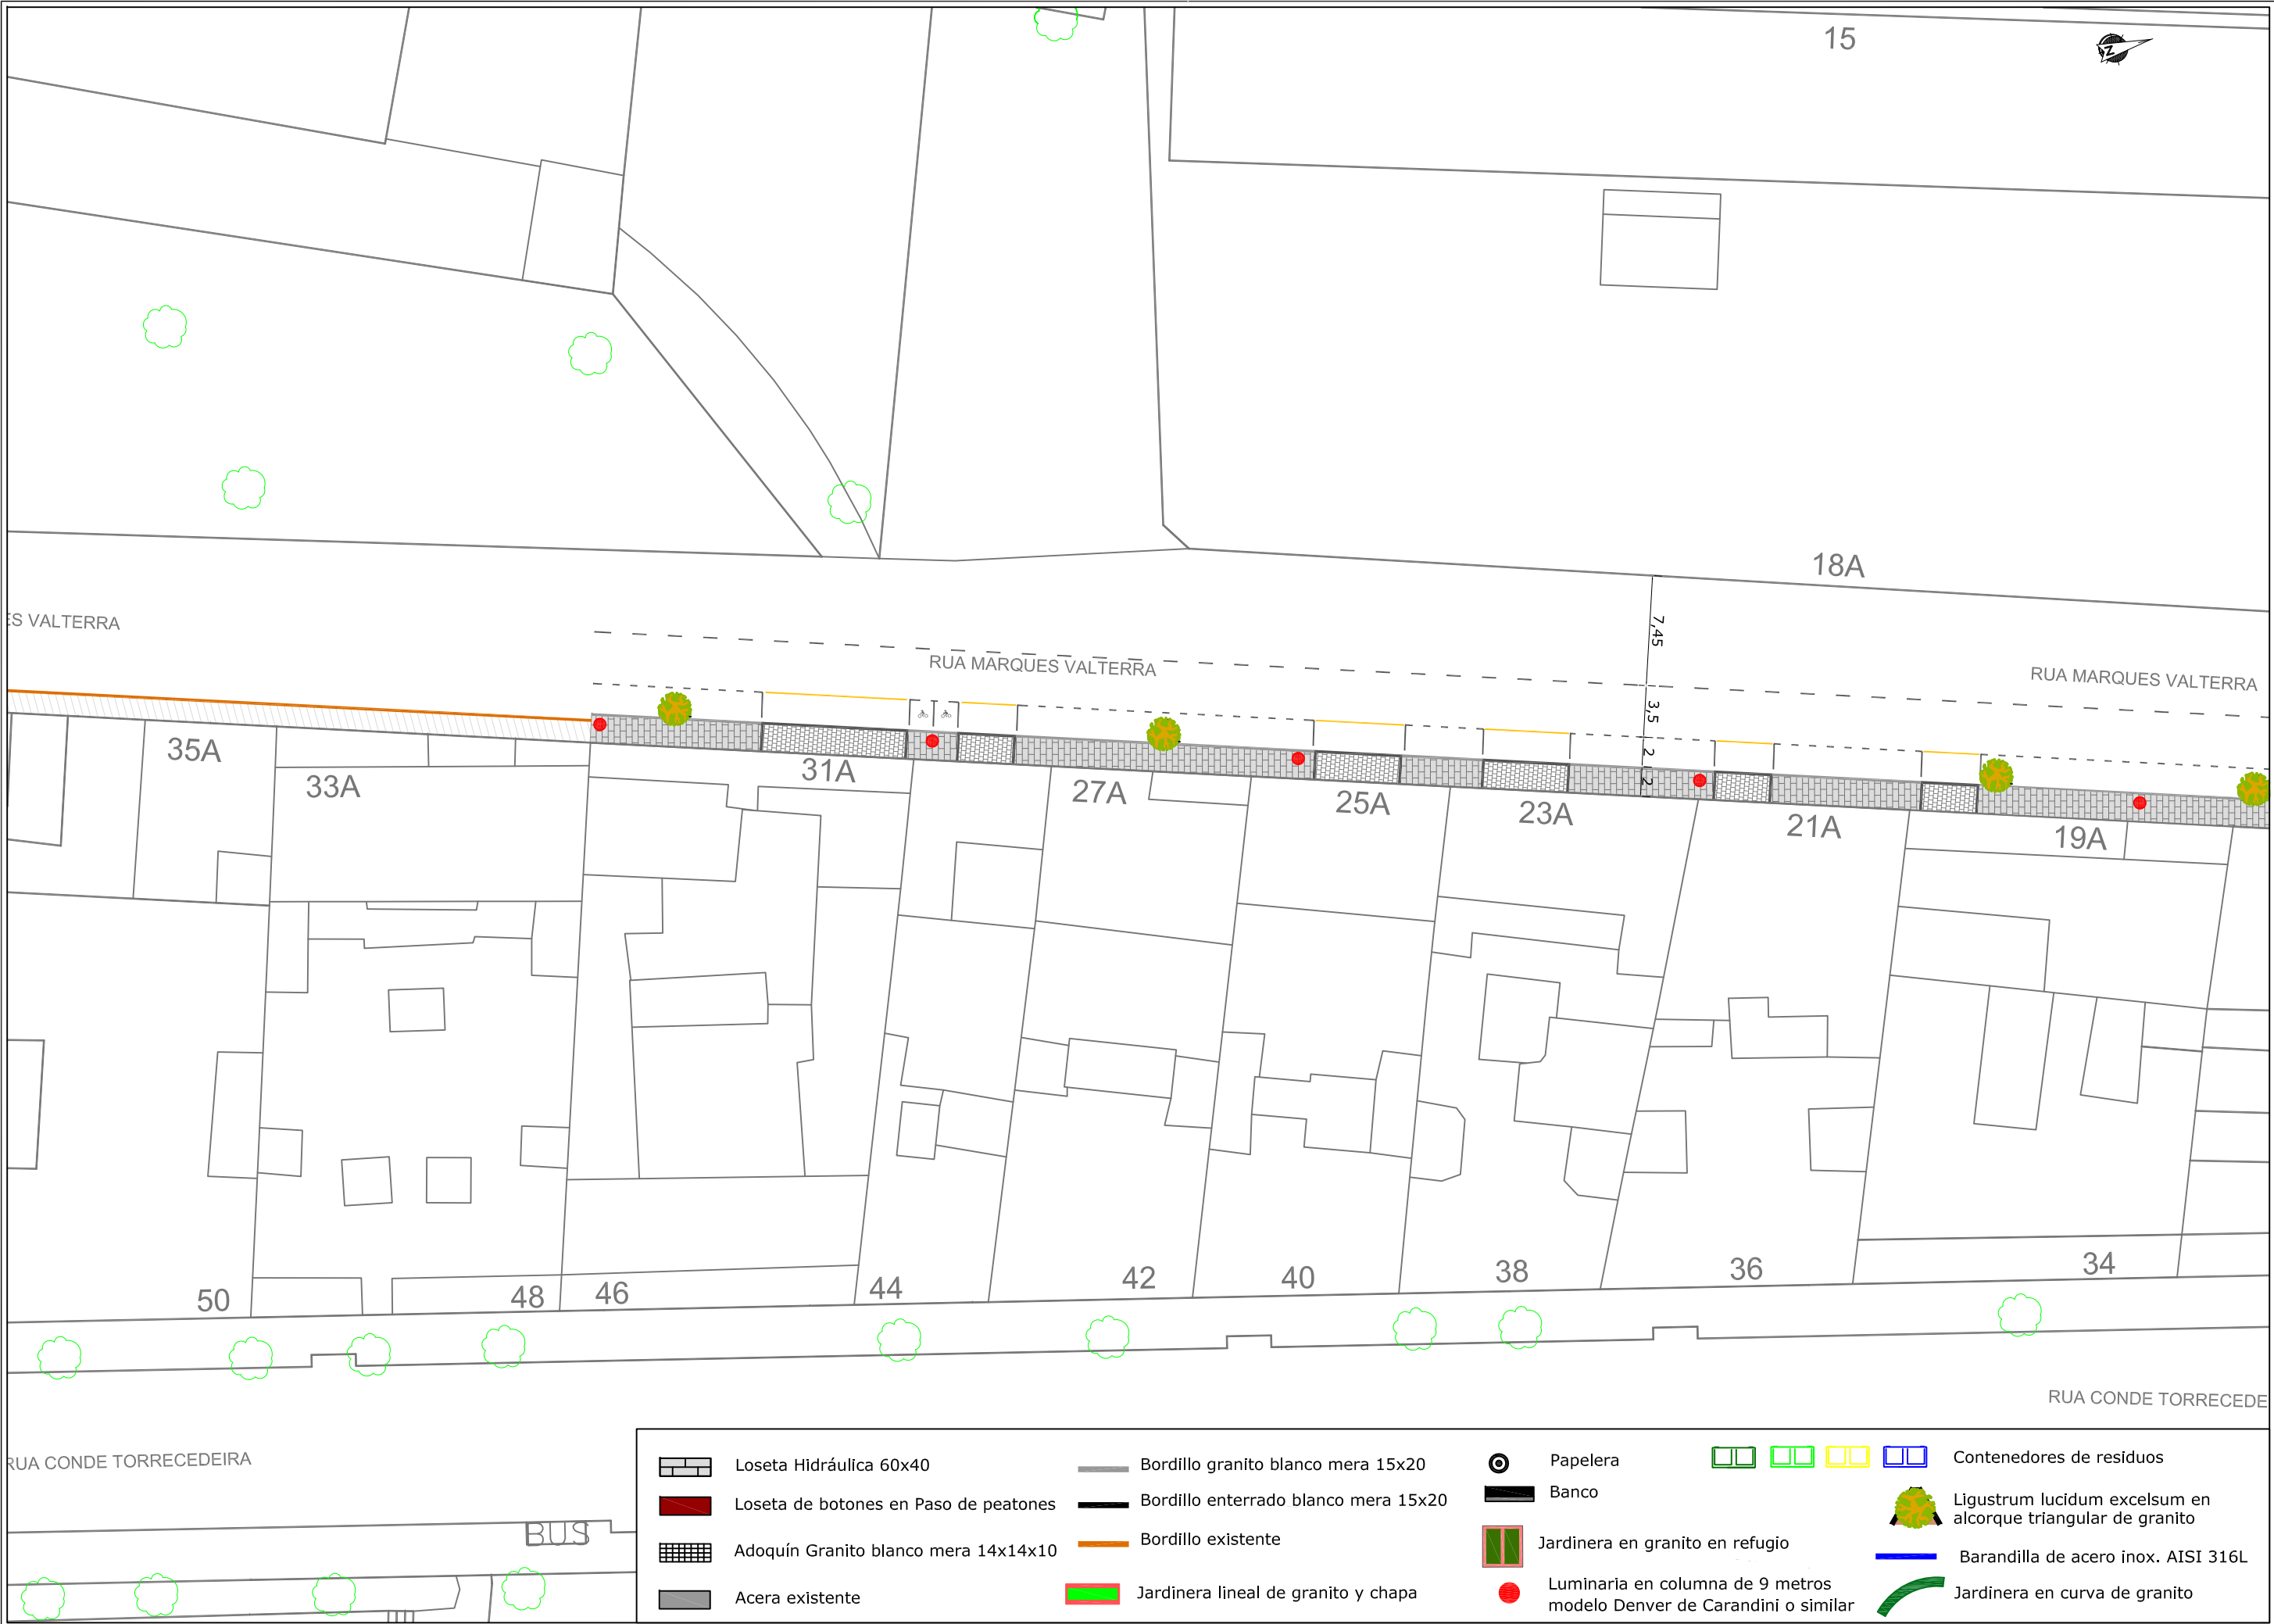 15
N
18A
ES VALTERRA
RUA MARQUES VALTERRA
RUA MARQUES VALTERRA
7,45
3,5
2
2
35A
33A
31A
27A
25A
23A
21A
19A
50
48
46
44
42
40
38
36
34
RUA CONDE TORRECEDE
RUA CONDE TORRECEDEIRA
BUS
Loseta Hidráulica 60x40
Loseta de botones en Paso de peatones
Adoquín Granito blanco mera 14x14x10
Acera existente
Bordillo granito blanco mera 15x20
Bordillo enterrado blanco mera 15x20
Bordillo existente
Jardinera lineal de granito y chapa
Papelera
Banco
Jardinera en granito en refugio
Luminaria en columna de 9 metros
modelo Denver de Carandini o similar
Contenedores de residuos
Ligustrum lucidum excelsum en
alcorque triangular de granito
Barandilla de acero inox. AISI 316L
Jardinera en curva de granito